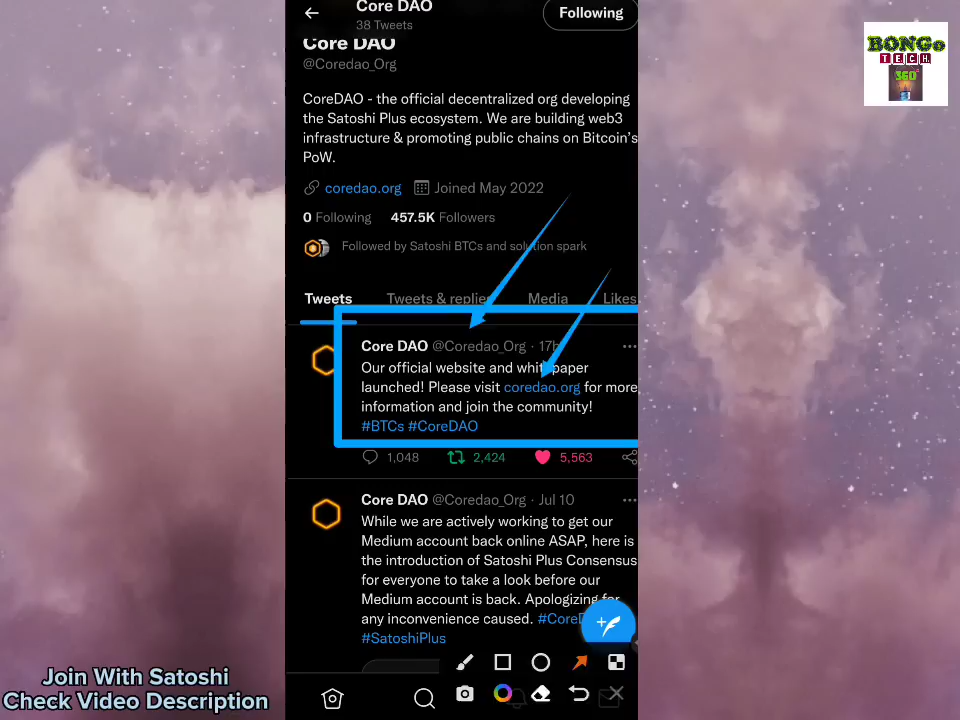 Core DAO
38 Tweets
Following
BONGo
TECH
360°
Core DAO
@Coredao_Org
CoreDAO - the official decentralized org developing
the Satoshi Plus ecosystem. We are building web3
infrastructure & promoting public chains on Bitcoin's
PoW.
coredao.org Joined May 2022
0 Following 457.5K Followers
Followed by Satoshi BTCs and solution spark
Tweets Tweets & replies Media Likes
Core DAO @Coredao_Org · 17h
Our official website and whitepaper
launched! Please visit coredao.org for more
information and join the community!
#BTCs #CoreDAO
1,048 2,424 5,563
Core DAO @Coredao_Org · Jul 10
While we are actively working to get our
Medium account back online ASAP, here is
the introduction of Satoshi Plus Consensus
for everyone to take a look before our
Medium account is back. Apologizing for
any inconvenience caused. #CoreD
#SatoshiPlus
Join With Satoshi
Check Video Description